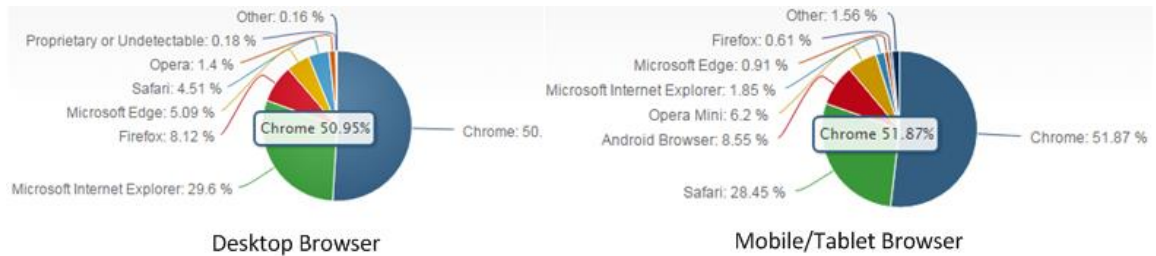 Other: 0.16 %
Proprietary or Undetectable: 0.18 %
Opera: 1.4 %
Safari: 4.51 %
Microsoft Edge: 5.09 %
Firefox: 8.12 %
Microsoft Internet Explorer: 29.6 %
Chrome 50.95%
Chrome: 50.
Desktop Browser
Other: 1.56 %
Firefox: 0.61 %
Microsoft Edge: 0.91 %
Microsoft Internet Explorer: 1.85 %
Opera Mini: 6.2 %
Android Browser: 8.55 %
Safari: 28.45 %
Chrome 51.87%
Chrome: 51.87 %
Mobile/Tablet Browser